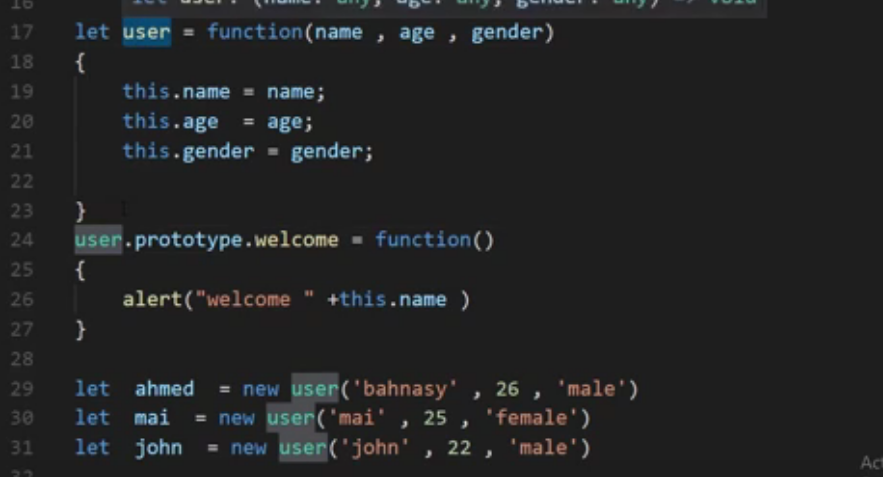 16
let user: (name: any, age: any, gender: any) => void
17 let user = function(name , age , gender)
18 {
19 this.name = name;
20 this.age  = age;
21 this.gender = gender;
22
23 }
24 user.prototype.welcome = function()
25 {
26 alert("welcome " +this.name )
27 }
28
29 let  ahmed  = new user('bahnasy' , 26 , 'male')
30 let  mai  = new user('mai' , 25 , 'female')
31 let  john  = new user('john' , 22 , 'male')
32